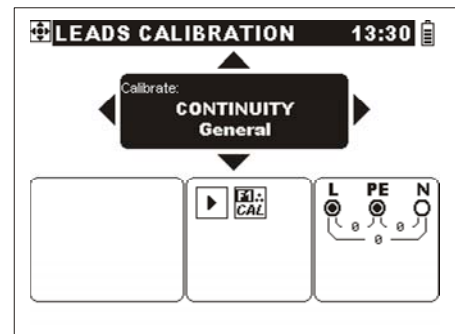 LEADS CALIBRATION 13:30
Calibrate:
CONTINUITY
General
F1
CAL
L PE N
0 0
0